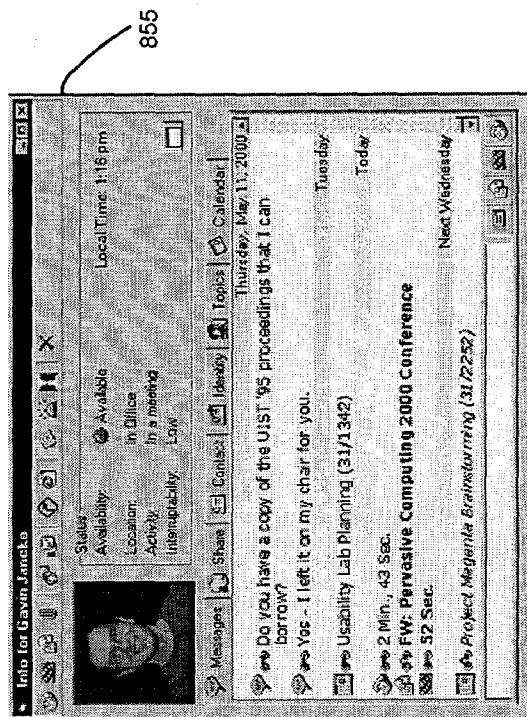 855
Info for Gavin Jancke
Status
Availability: Available Local Time: 1:16 pm
Location: In Office
Activity: In a meeting
Interruptability: Low
Messages Share Contact Identity Topics Calendar
Thursday, May 11, 2000
Do you have a copy of the UIST '95 proceedings that I can
borrow?
Yes - I left it on my char for you.
Tuesday
Usability Lab Planning (31/1342)
Today
2 Min., 43 Sec.
FW: Pervasive Computing 2000 Conference
52 Sec.
Next Wednesday
Project Magenta Brainstorming (31/2252)